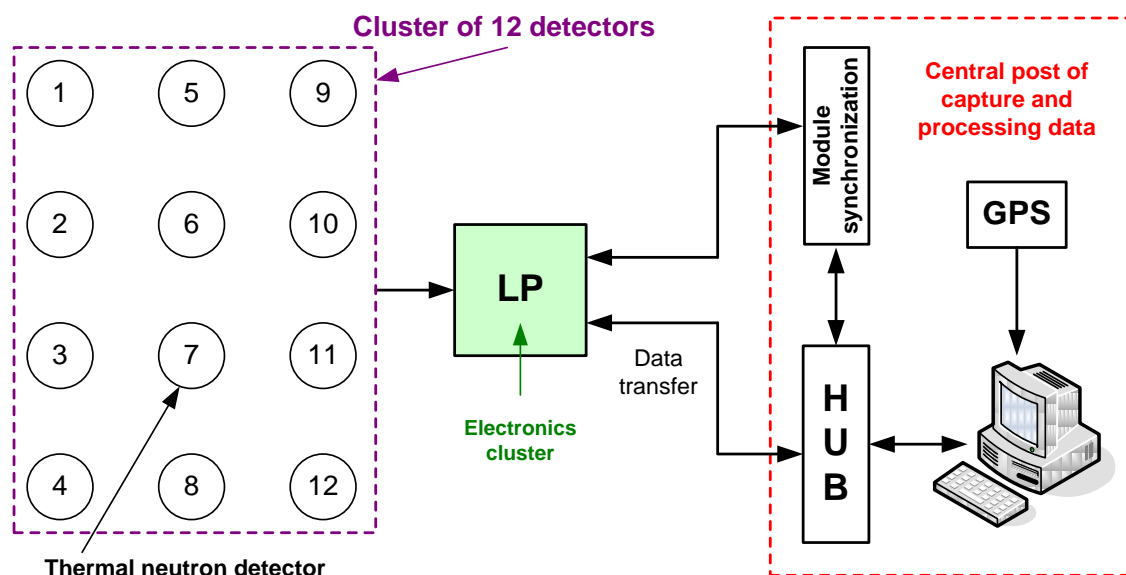 Cluster of 12 detectors
1
5
9
2
6
10
3
7
11
4
8
12
Thermal neutron detector
LP
Electronics
cluster
Data
transfer
Module
synchronization
H
U
B
Central post of
capture and
processing data
GPS